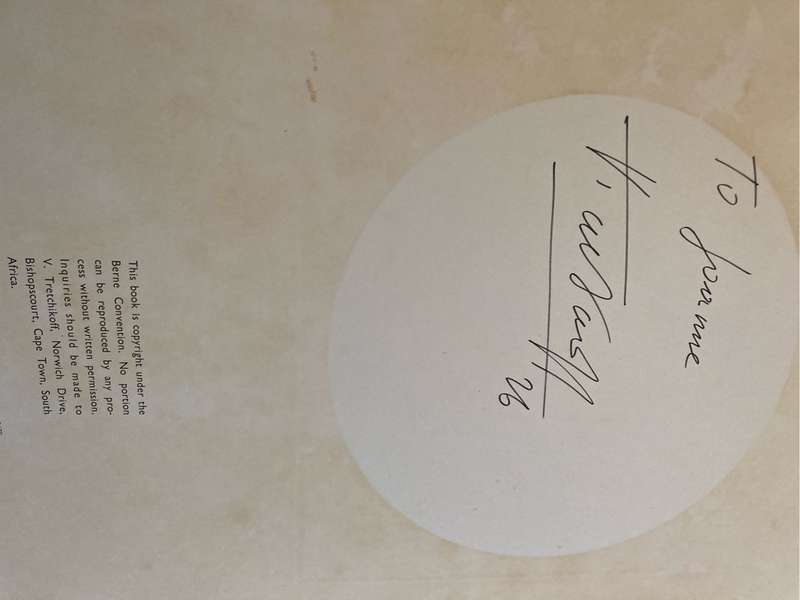 To Joanne
This book is copyright under the
Berne Convention. No portion
can be reproduced by any pro-
cess without written permission.
Inquiries should be made to
V. Tretchikoff, Norwich Drive,
Bishopscourt, Cape Town, South
Africa.